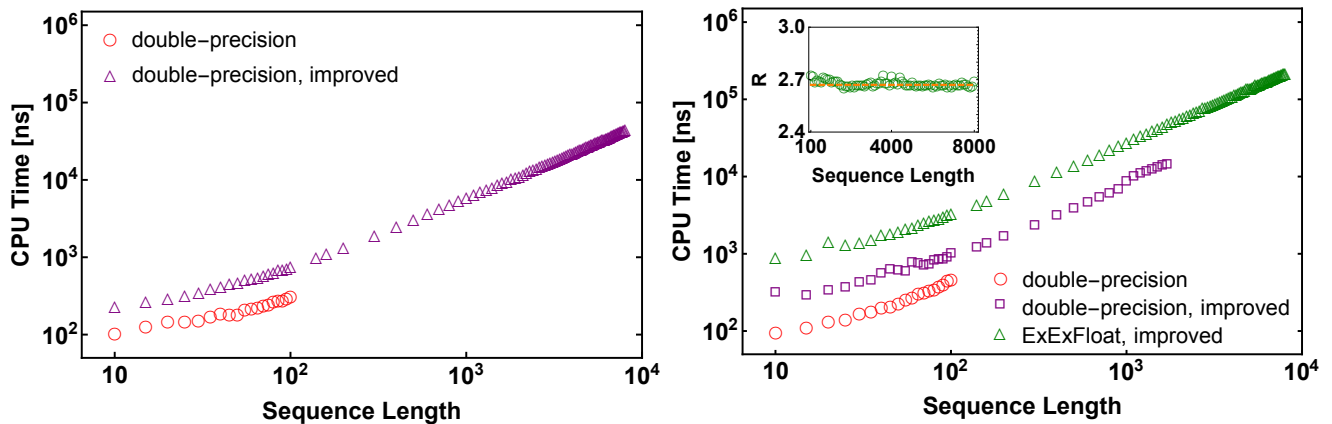 10⁶
10⁵
10⁴
10³
10²
CPU Time [ns]
double−precision
double−precision, improved
10
10²
10³
10⁴
Sequence Length
10⁶
10⁵
10⁴
10³
10²
CPU Time [ns]
3.0
2.7
2.4
R
100
4000
8000
Sequence Length
double−precision
double−precision, improved
ExExFloat, improved
10
10²
10³
10⁴
Sequence Length